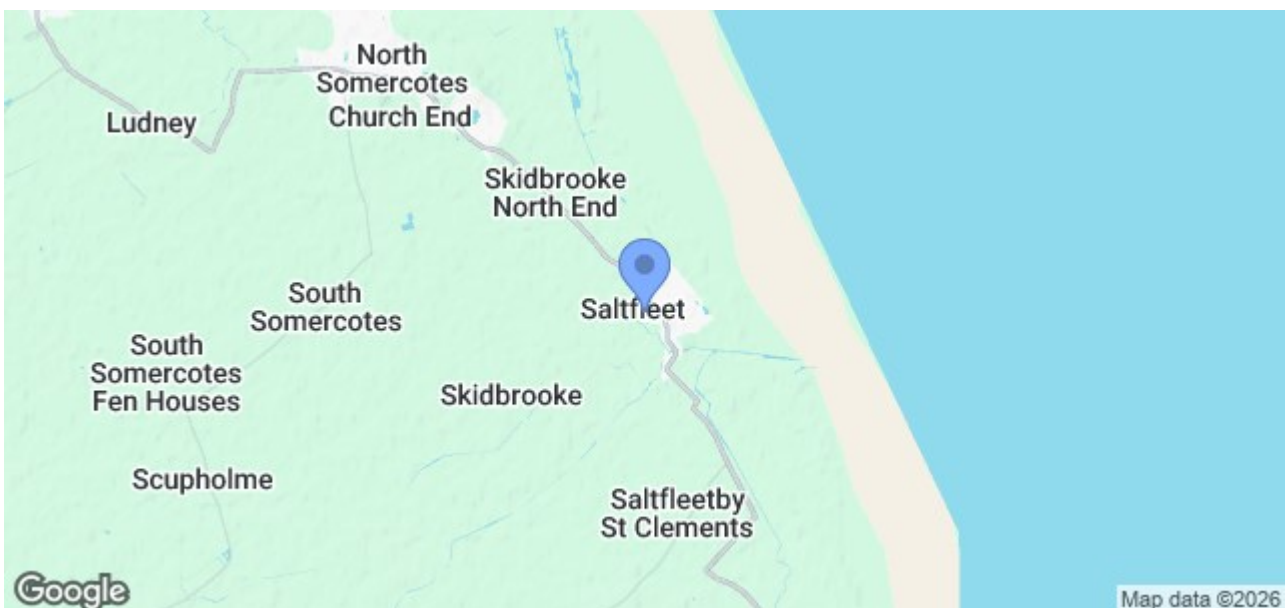 North
Somercotes
Church End
Ludney
Skidbrooke
North End
Saltfleet
South
Somercotes
South
Somercotes
Fen Houses
Skidbrooke
Scupholme
Saltfleetby
St Clements
Google
Map data ©2026